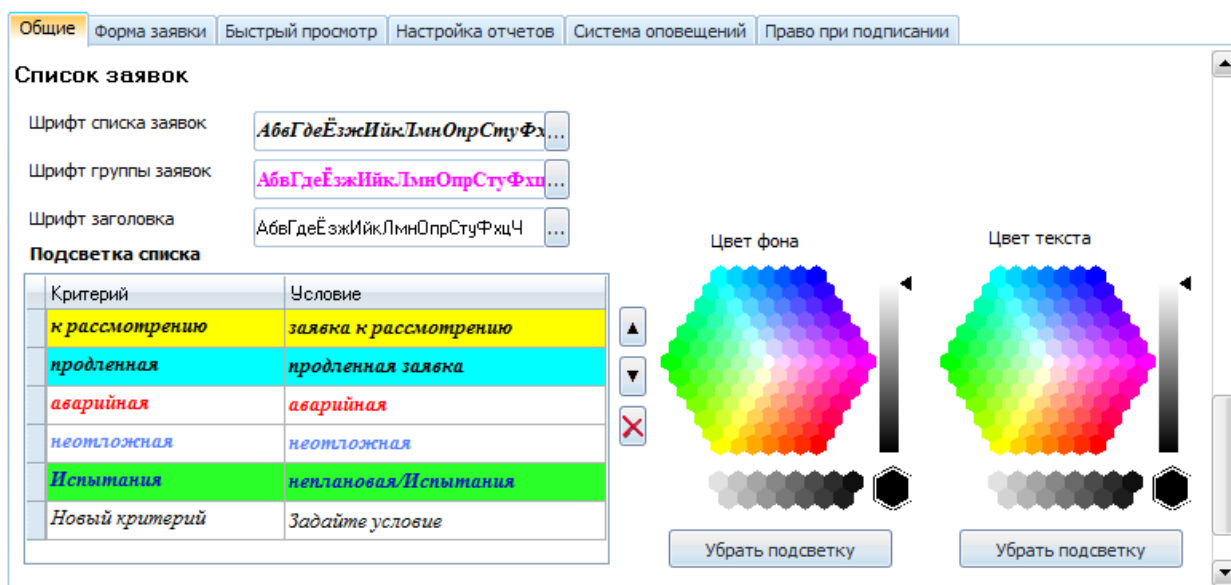 Общие Форма заявки Быстрый просмотр Настройка отчетов Система оповещений Право при подписании
Список заявок
Шрифт списка заявок АбвГдеЁзжИйкЛмнОпрСтуФх ...
Шрифт группы заявок АбвГдеЁзжИйкЛмнОпрСтуФхц ...
Шрифт заголовка АбвГдеЁзжИйкЛмнОпрСтуФхцЧ ...
Подсветка списка
Цвет фона Цвет текста
Критерий Условие
к рассмотрению заявка к рассмотрению
продленная продленная заявка
аварийная аварийная
неотложная неотложная
Испытания неплановая/Испытания
Новый критерий Задайте условие
Убрать подсветку Убрать подсветку